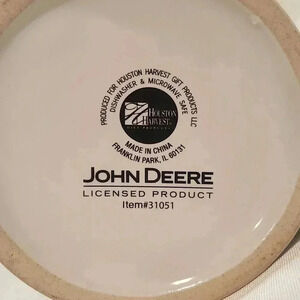 PRODUCED FOR HOUSTON HARVEST GIFT PRODUCTS LLC
DISHWASHER & MICROWAVE SAFE
HOUSTON
HARVEST
GIFT PRODUCTS
MADE IN CHINA
FRANKLIN PARK, IL 60131
JOHN DEERE
LICENSED PRODUCT
Item#31051